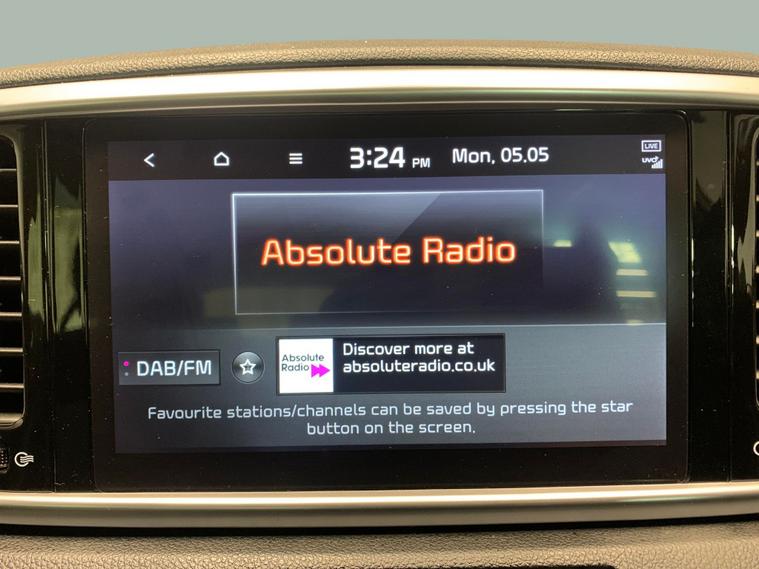 3:24 PM Mon, 05.05
LIVE
UVO
Absolute Radio
DAB/FM
Absolute
Radio
Discover more at
absoluteradio.co.uk
Favourite stations/channels can be saved by pressing the star
button on the screen.